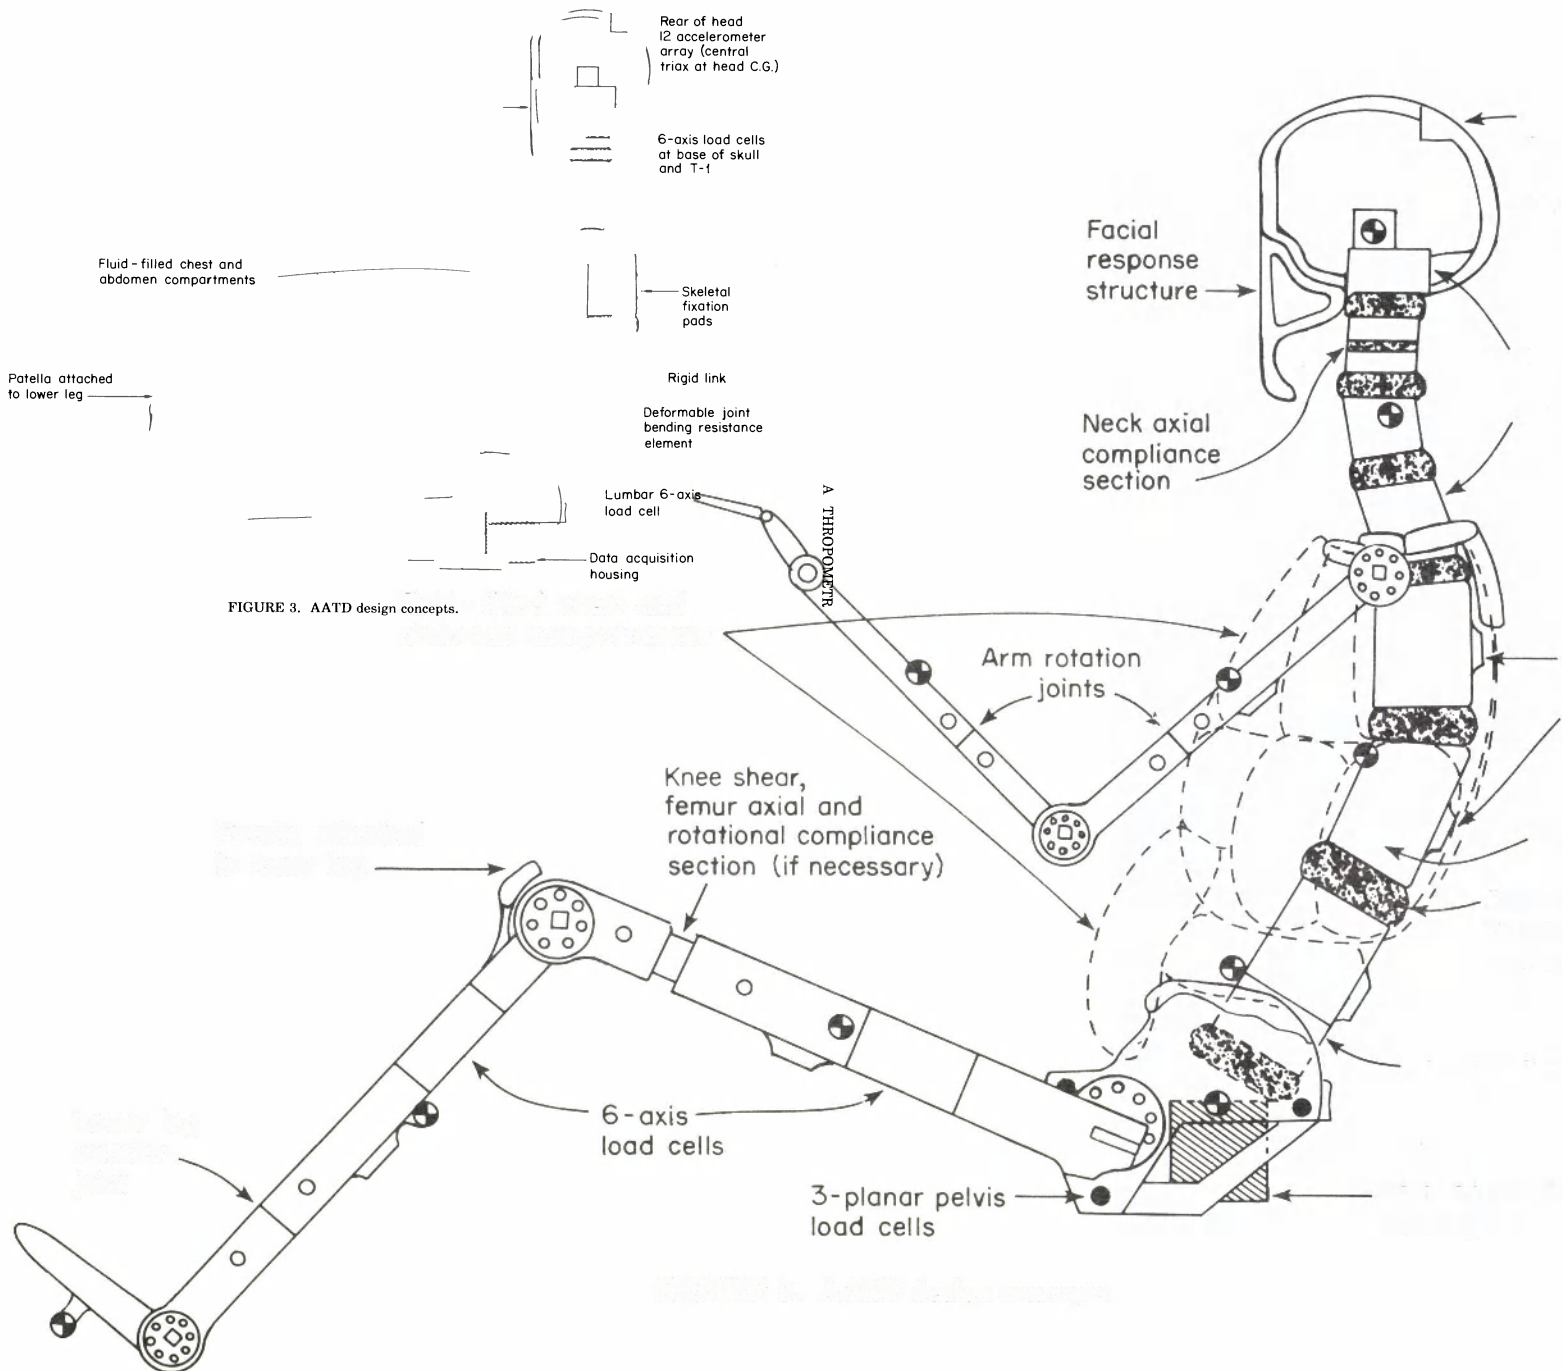 Rear of head
12 accelerometer
array (central
triax at head C.G.)
6-axis load cells
at base of skull
and T-1
Fluid-filled chest and
abdomen compartments
Skeletal
fixation
pads
Patella attached
to lower leg
Rigid link
Deformable joint
bending resistance
element
Lumbar 6-axis
load cell
Data acquisition
housing
FIGURE 3. AATD design concepts.
A THROPOMETR
Facial
response
structure
Neck axial
compliance
section
Arm rotation
joints
Knee shear,
femur axial and
rotational compliance
section (if necessary)
6-axis
load cells
3-planar pelvis
load cells